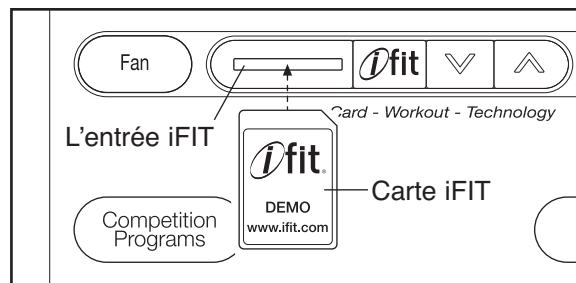 Fan
ifit
Card - Workout - Technology
L'entrée iFIT
ifit®
Carte iFIT
DEMO
www.ifit.com
Competition
Programs